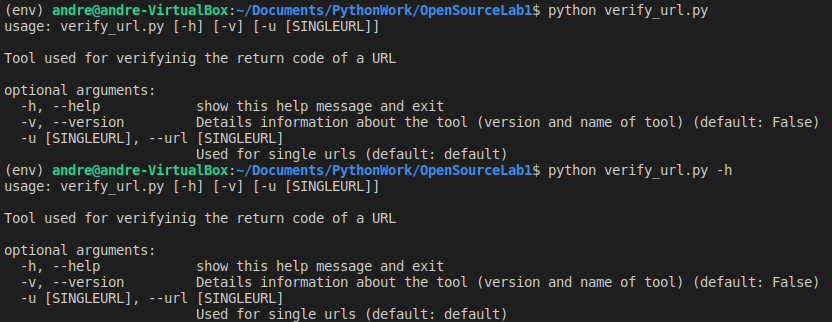 (env) andre@andre-VirtualBox:~/Documents/PythonWork/OpenSourceLab1$ python verify_url.py
usage: verify_url.py [-h] [-v] [-u [SINGLEURL]]
Tool used for verifyinig the return code of a URL
optional arguments:
-h, --help show this help message and exit
-v, --version Details information about the tool (version and name of tool) (default: False)
-u [SINGLEURL], --url [SINGLEURL]
Used for single urls (default: default)
(env) andre@andre-VirtualBox:~/Documents/PythonWork/OpenSourceLab1$ python verify_url.py -h
usage: verify_url.py [-h] [-v] [-u [SINGLEURL]]
Tool used for verifyinig the return code of a URL
optional arguments:
-h, --help show this help message and exit
-v, --version Details information about the tool (version and name of tool) (default: False)
-u [SINGLEURL], --url [SINGLEURL]
Used for single urls (default: default)